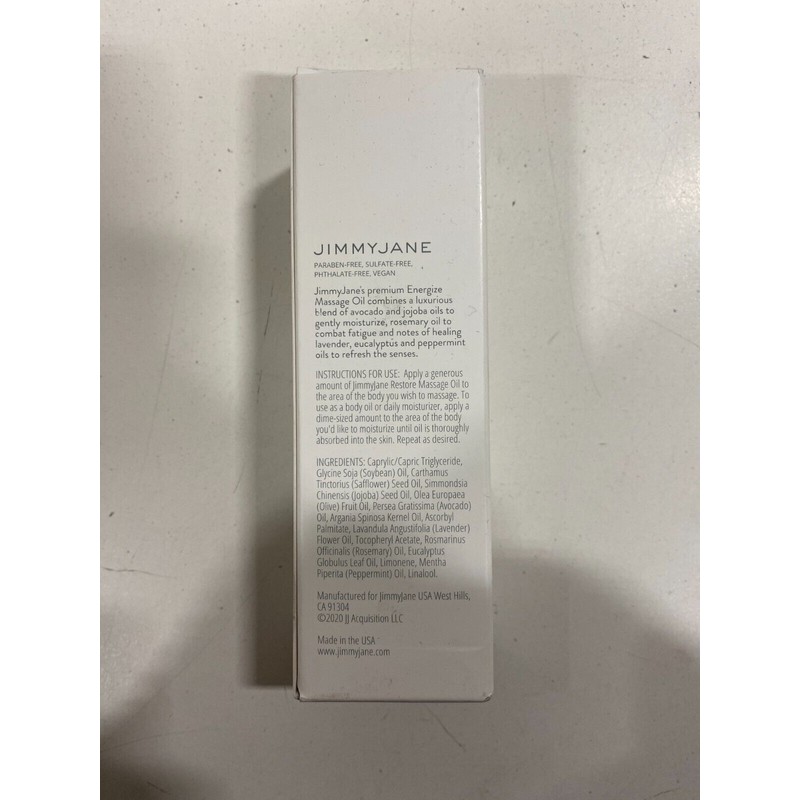 JIMMYJANE
PARABEN-FREE, SULFATE-FREE,
PHTHALATE-FREE, VEGAN
JimmyJane's premium Energize
Massage Oil combines a luxurious
blend of avocado and jojoba oils to
gently moisturize, rosemary oil to
combat fatigue and notes of healing
lavender, eucalyptus and peppermint
oils to refresh the senses.
INSTRUCTIONS FOR USE: Apply a generous
amount of JimmyJane Restore Massage Oil to
the area of the body you wish to massage. To
use as a body oil or daily moisturizer, apply a
dime-sized amount to the area of the body
you'd like to moisturize until oil is thoroughly
absorbed into the skin. Repeat as desired.
INGREDIENTS: Caprylic/Capric Triglyceride,
Glycine Soja (Soybean) Oil, Carthamus
Tinctorius (Safflower) Seed Oil, Simmondsia
Chinensis (Jojoba) Seed Oil, Olea Europaea
(Olive) Fruit Oil, Persea Gratissima (Avocado)
Oil, Argania Spinosa Kernel Oil, Ascorbyl
Palmitate, Lavandula Angustifolia (Lavender)
Flower Oil, Tocopheryl Acetate, Rosmarinus
Officinalis (Rosemary) Oil, Eucalyptus
Globulus Leaf Oil, Limonene, Mentha
Piperita (Peppermint) Oil, Linalool.
Manufactured for JimmyJane USA West Hills,
CA 91304
©2020 JJ Acquisition LLC
Made in the USA
www.jimmyjane.com